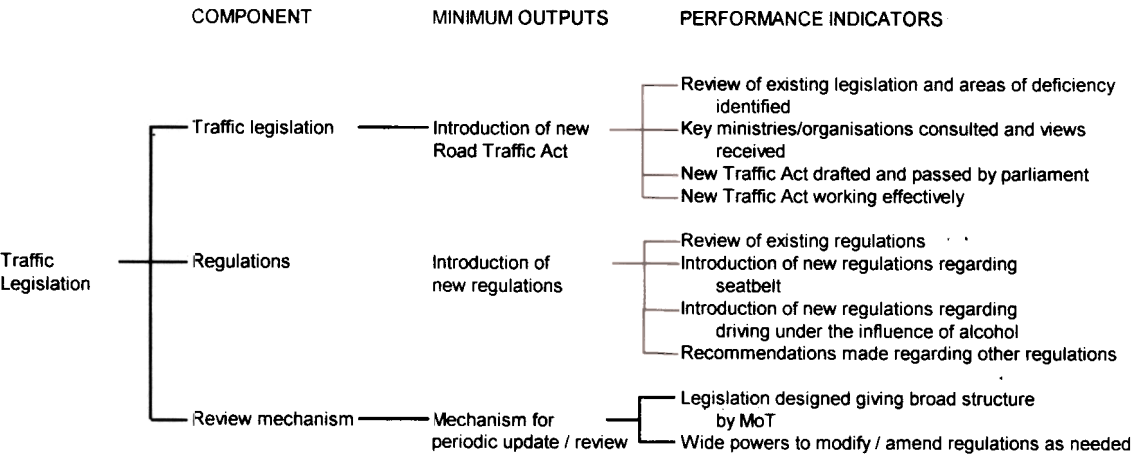 COMPONENT MINIMUM OUTPUTS PERFORMANCE INDICATORS
Traffic
Legislation
Traffic legislation
Introduction of new
Road Traffic Act
Review of existing legislation and areas of deficiency
identified
Key ministries/organisations consulted and views
received
New Traffic Act drafted and passed by parliament
New Traffic Act working effectively
Regulations
Introduction of
new regulations
Review of existing regulations
Introduction of new regulations regarding
seatbelt
Introduction of new regulations regarding
driving under the influence of alcohol
Recommendations made regarding other regulations
Review mechanism
Mechanism for
periodic update / review
Legislation designed giving broad structure
by MoT
Wide powers to modify / amend regulations as needed